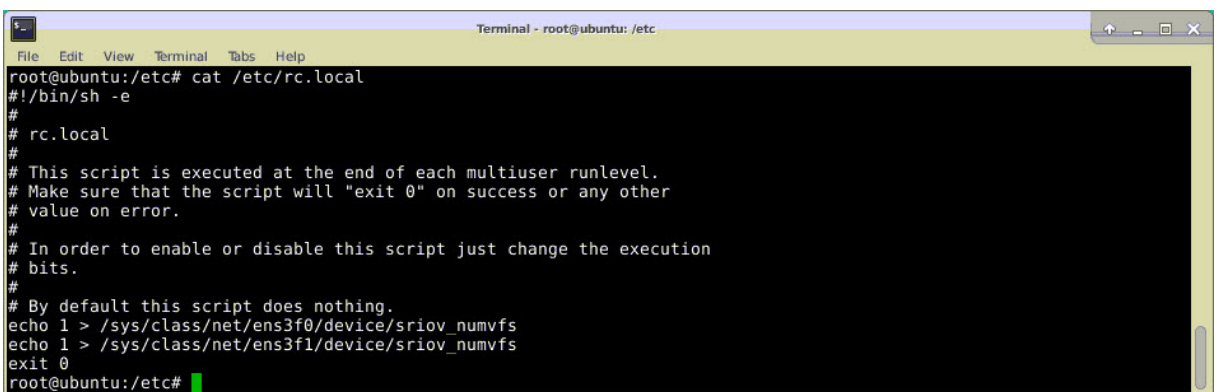 Terminal - root@ubuntu: /etc
File Edit View Terminal Tabs Help
root@ubuntu:/etc# cat /etc/rc.local
#!/bin/sh -e
#
# rc.local
#
# This script is executed at the end of each multiuser runlevel.
# Make sure that the script will "exit 0" on success or any other
# value on error.
#
# In order to enable or disable this script just change the execution
# bits.
#
# By default this script does nothing.
echo 1 > /sys/class/net/ens3f0/device/sriov_numvfs
echo 1 > /sys/class/net/ens3f1/device/sriov_numvfs
exit 0
root@ubuntu:/etc#